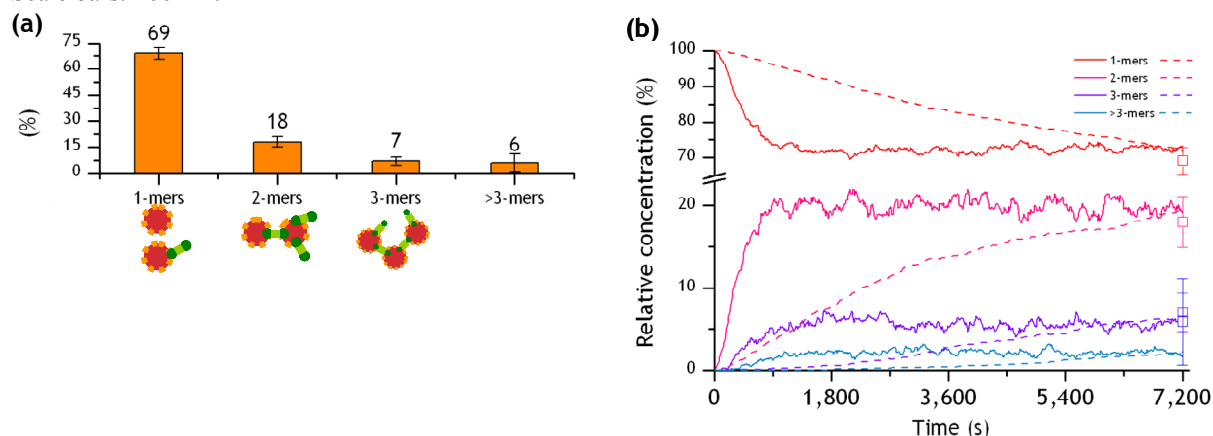 (a)
69
18
7
6
75
60
45
30
15
0
(%)
1-mers
2-mers
3-mers
>3-mers
(b)
100
90
80
70
20
10
0
Relative concentration (%)
1-mers
2-mers
3-mers
>3-mers
0
1,800
3,600
5,400
7,200
Time (s)